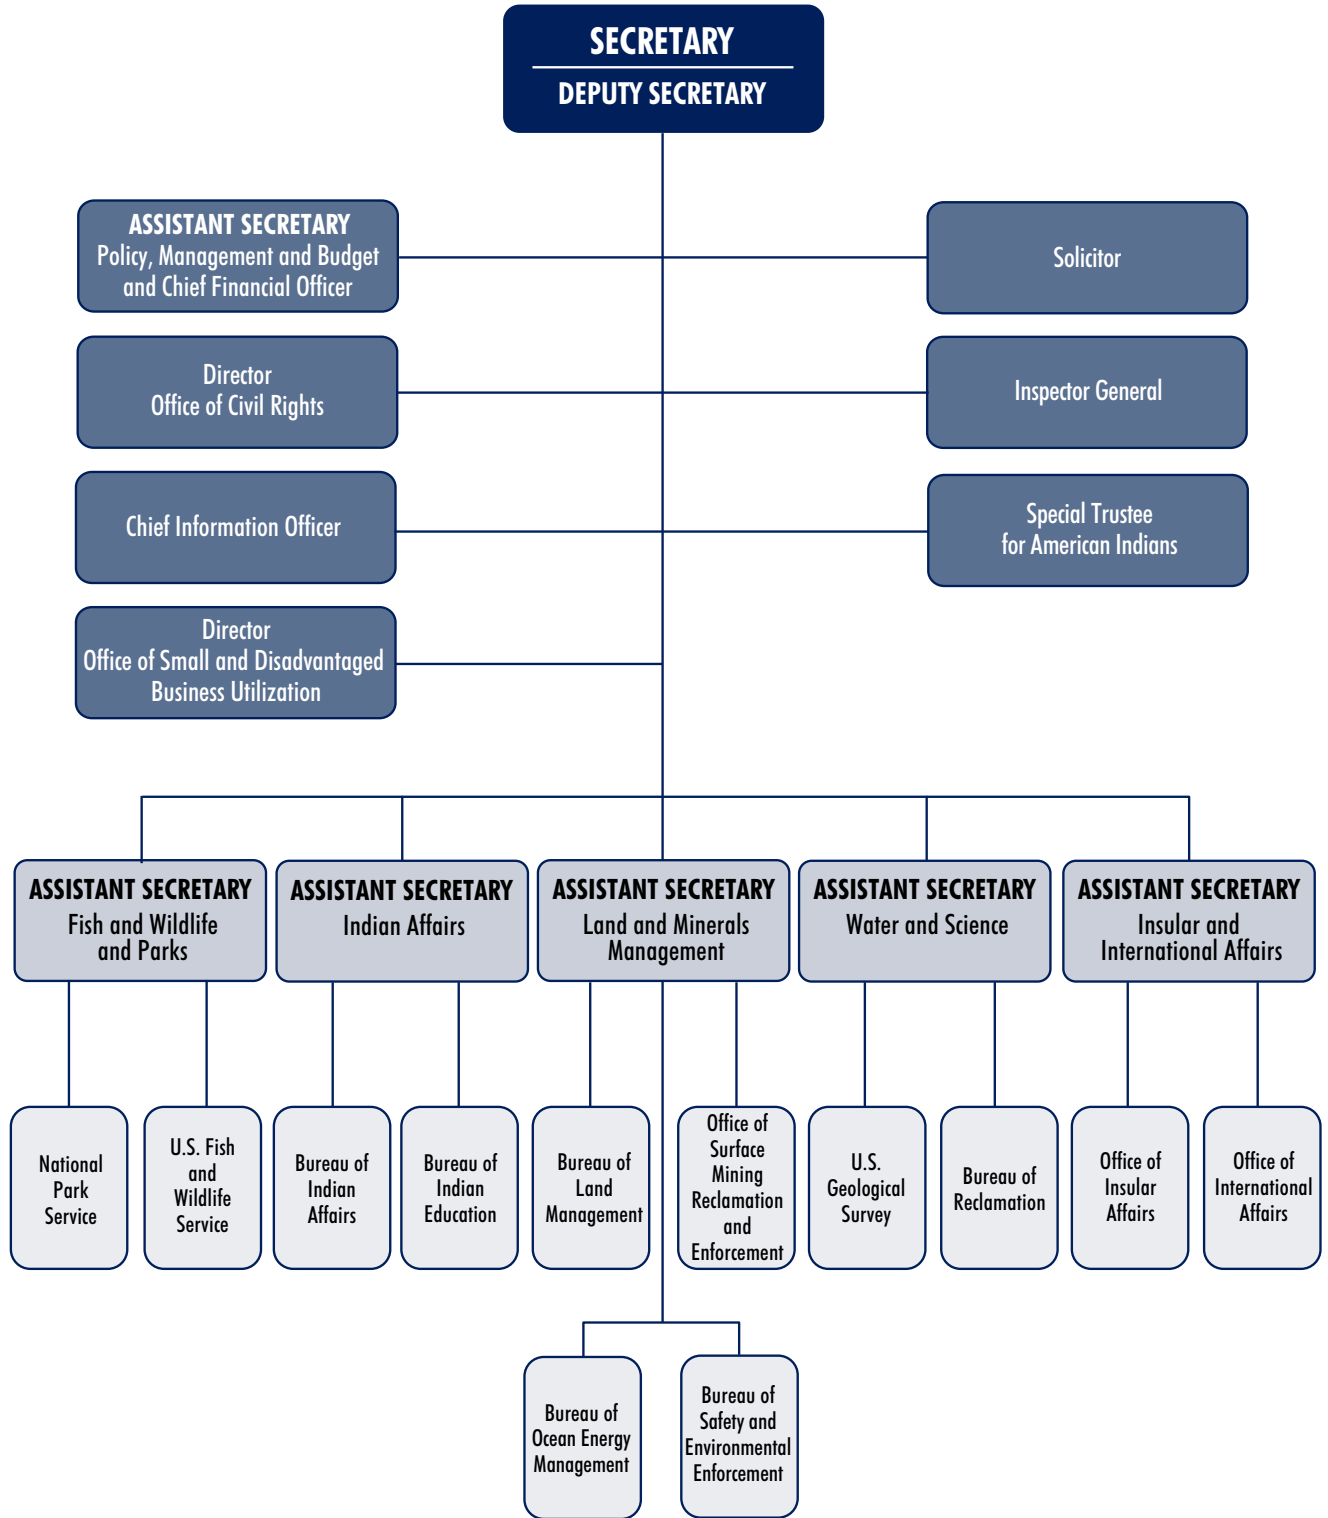 SECRETARY
DEPUTY SECRETARY
ASSISTANT SECRETARY
Policy, Management and Budget
and Chief Financial Officer
Solicitor
Director
Office of Civil Rights
Inspector General
Chief Information Officer
Special Trustee
for American Indians
Director
Office of Small and Disadvantaged
Business Utilization
ASSISTANT SECRETARY
Fish and Wildlife
and Parks
ASSISTANT SECRETARY
Indian Affairs
ASSISTANT SECRETARY
Land and Minerals
Management
ASSISTANT SECRETARY
Water and Science
ASSISTANT SECRETARY
Insular and
International Affairs
National
Park
Service
U.S. Fish
and
Wildlife
Service
Bureau of
Indian
Affairs
Bureau of
Indian
Education
Bureau of
Land
Management
Office of
Surface
Mining
Reclamation
and
Enforcement
U.S.
Geological
Survey
Bureau of
Reclamation
Office of
Insular
Affairs
Office of
International
Affairs
Bureau of
Ocean Energy
Management
Bureau of
Safety and
Environmental
Enforcement